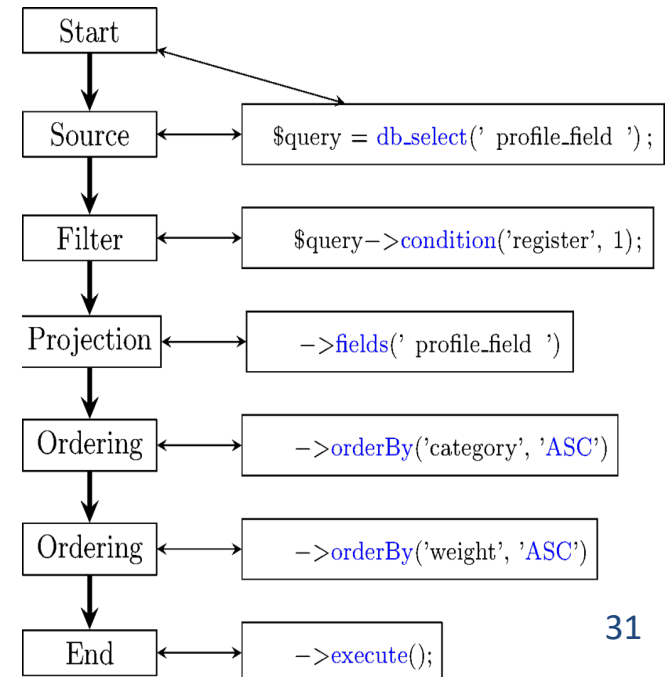 Start
Source
$query = db_select(' profile_field ');
Filter
$query−>condition('register', 1);
Projection
−>fields(' profile_field ')
Ordering
−>orderBy('category', 'ASC')
Ordering
−>orderBy('weight', 'ASC')
31
End
−>execute();